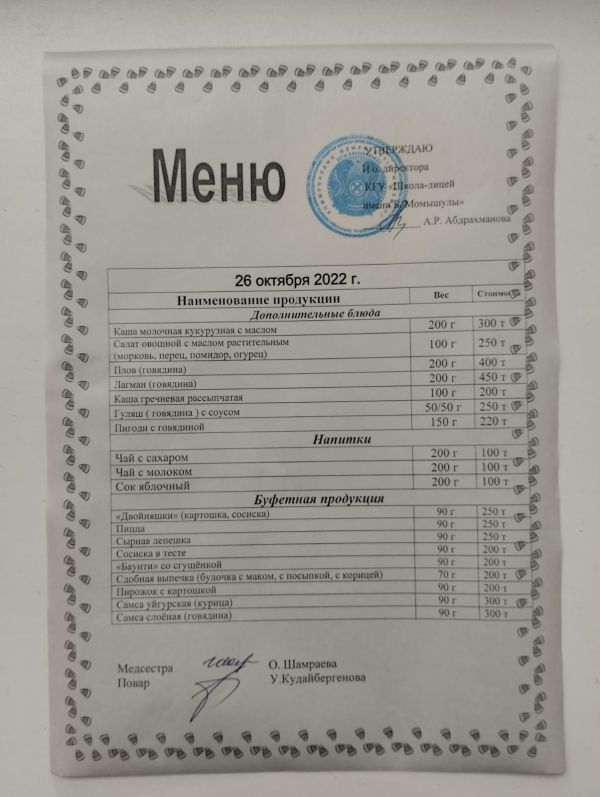 Меню
УТВЕРЖДАЮ
И.о. директора
КГУ «Школа-лицей
имени Б. Момышулы»
А.Р. Абдрахманова
26 октября 2022 г.
Наименование продукции Вес Стоимость
Дополнительные блюда
Каша молочная кукурузная с маслом 200 г 300 т
Салат овощной с маслом растительным
(морковь, перец, помидор, огурец) 100 г 250 т
Плов (говядина) 200 г 400 т
Лагман (говядина) 200 г 450 т
Каша гречневая рассыпчатая 100 г 200 т
Гуляш ( говядина ) с соусом 50/50 г 250 т
Пигоди с говядиной 150 г 220 т
Напитки
Чай с сахаром 200 г 100 т
Чай с молоком 200 г 100 т
Сок яблочный 200 г 100 т
Буфетная продукция
«Двойняшки» (картошка, сосиска) 90 г 250 т
Пицца 90 г 250 т
Сырная лепешка 90 г 250 т
Сосиска в тесте 90 г 200 т
«Баунти» со сгущёнкой 90 г 200 т
Сдобная выпечка (булочка с маком, с посыпкой, с корицей) 70 г 200 т
Пирожок с картошкой 90 г 200 т
Самса уйгурская (курица) 90 г 300 т
Самса слоёная (говядина) 90 г 300 т
Медсестра О. Шамраева
Повар У.Кудайбергенова